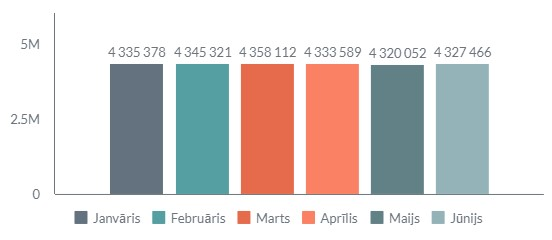 5M
4 335 378 4 345 321 4 358 112 4 333 589 4 320 052 4 327 466
2.5M
0
Janvāris Februāris Marts Aprīlis Maijs Jūnijs